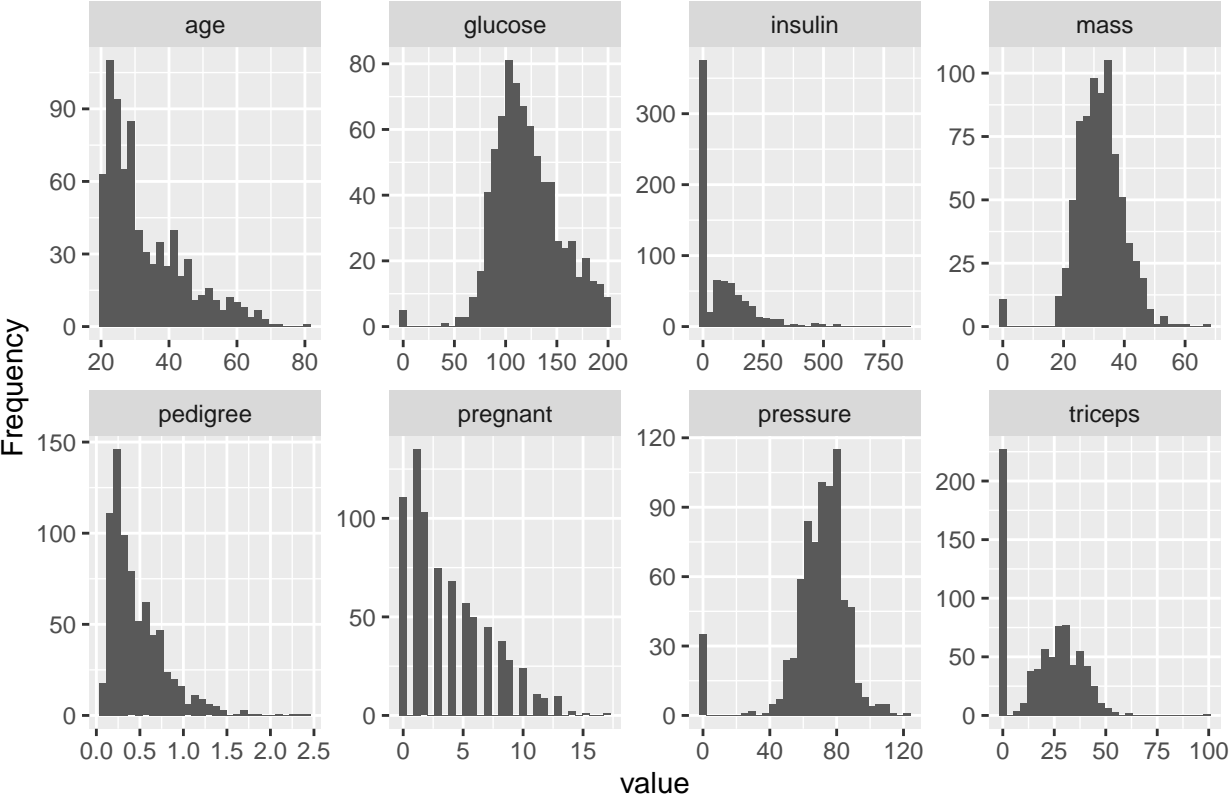 age glucose insulin mass
90
60
30
0
20 40 60 80
80
60
40
20
0
0 50 100 150 200
300
200
100
0
0 250 500 750
100
75
50
25
0
0 20 40 60
Frequency
pedigree pregnant pressure triceps
150
100
50
0
0.0 0.5 1.0 1.5 2.0 2.5
100
50
0
0 5 10 15
120
90
60
30
0
0 40 80 120
200
150
100
50
0
0 25 50 75 100
value